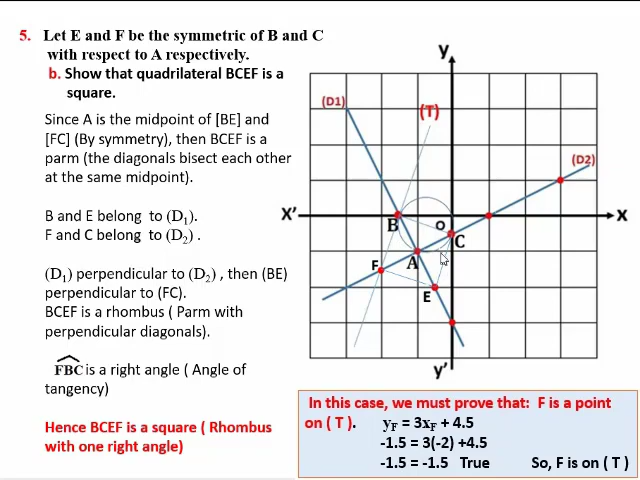 5. Let E and F be the symmetric of B and C
with respect to A respectively.
b. Show that quadrilateral BCEF is a
square.
Since A is the midpoint of [BE] and
[FC] (By symmetry), then BCEF is a
parm (the diagonals bisect each other
at the same midpoint).
B and E belong to (D₁).
F and C belong to (D₂) .
(D₁) perpendicular to (D₂) , then (BE)
perpendicular to (FC).
BCEF is a rhombus ( Parm with
perpendicular diagonals).
FBC is a right angle ( Angle of
tangency)
Hence BCEF is a square ( Rhombus
with one right angle)
y
(D1)
(T)
(D2)
X'
x
B
O
C
F
A
E
y'
In this case, we must prove that: F is a point
on ( T ). yF = 3xF + 4.5
-1.5 = 3(-2) +4.5
-1.5 = -1.5 True So, F is on ( T )